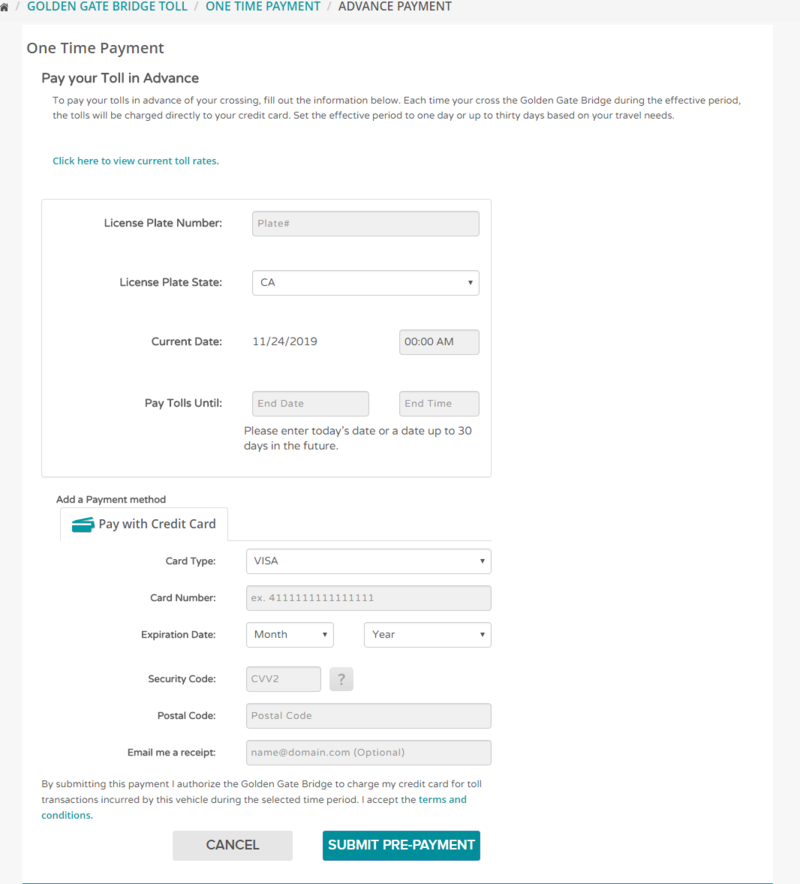 / GOLDEN GATE BRIDGE TOLL / ONE TIME PAYMENT / ADVANCE PAYMENT
One Time Payment
Pay your Toll in Advance
To pay your tolls in advance of your crossing, fill out the information below. Each time your cross the Golden Gate Bridge during the effective period,
the tolls will be charged directly to your credit card. Set the effective period to one day or up to thirty days based on your travel needs.
Click here to view current toll rates.
License Plate Number: Plate#
License Plate State: CA
Current Date: 11/24/2019 00:00 AM
Pay Tolls Until: End Date End Time
Please enter today's date or a date up to 30
days in the future.
Add a Payment method
Pay with Credit Card
Card Type: VISA
Card Number: ex. 4111111111111111
Expiration Date: Month Year
Security Code: CVV2 ?
Postal Code: Postal Code
Email me a receipt: name@domain.com (Optional)
By submitting this payment I authorize the Golden Gate Bridge to charge my credit card for toll
transactions incurred by this vehicle during the selected time period. I accept the terms and
conditions.
CANCEL SUBMIT PRE-PAYMENT